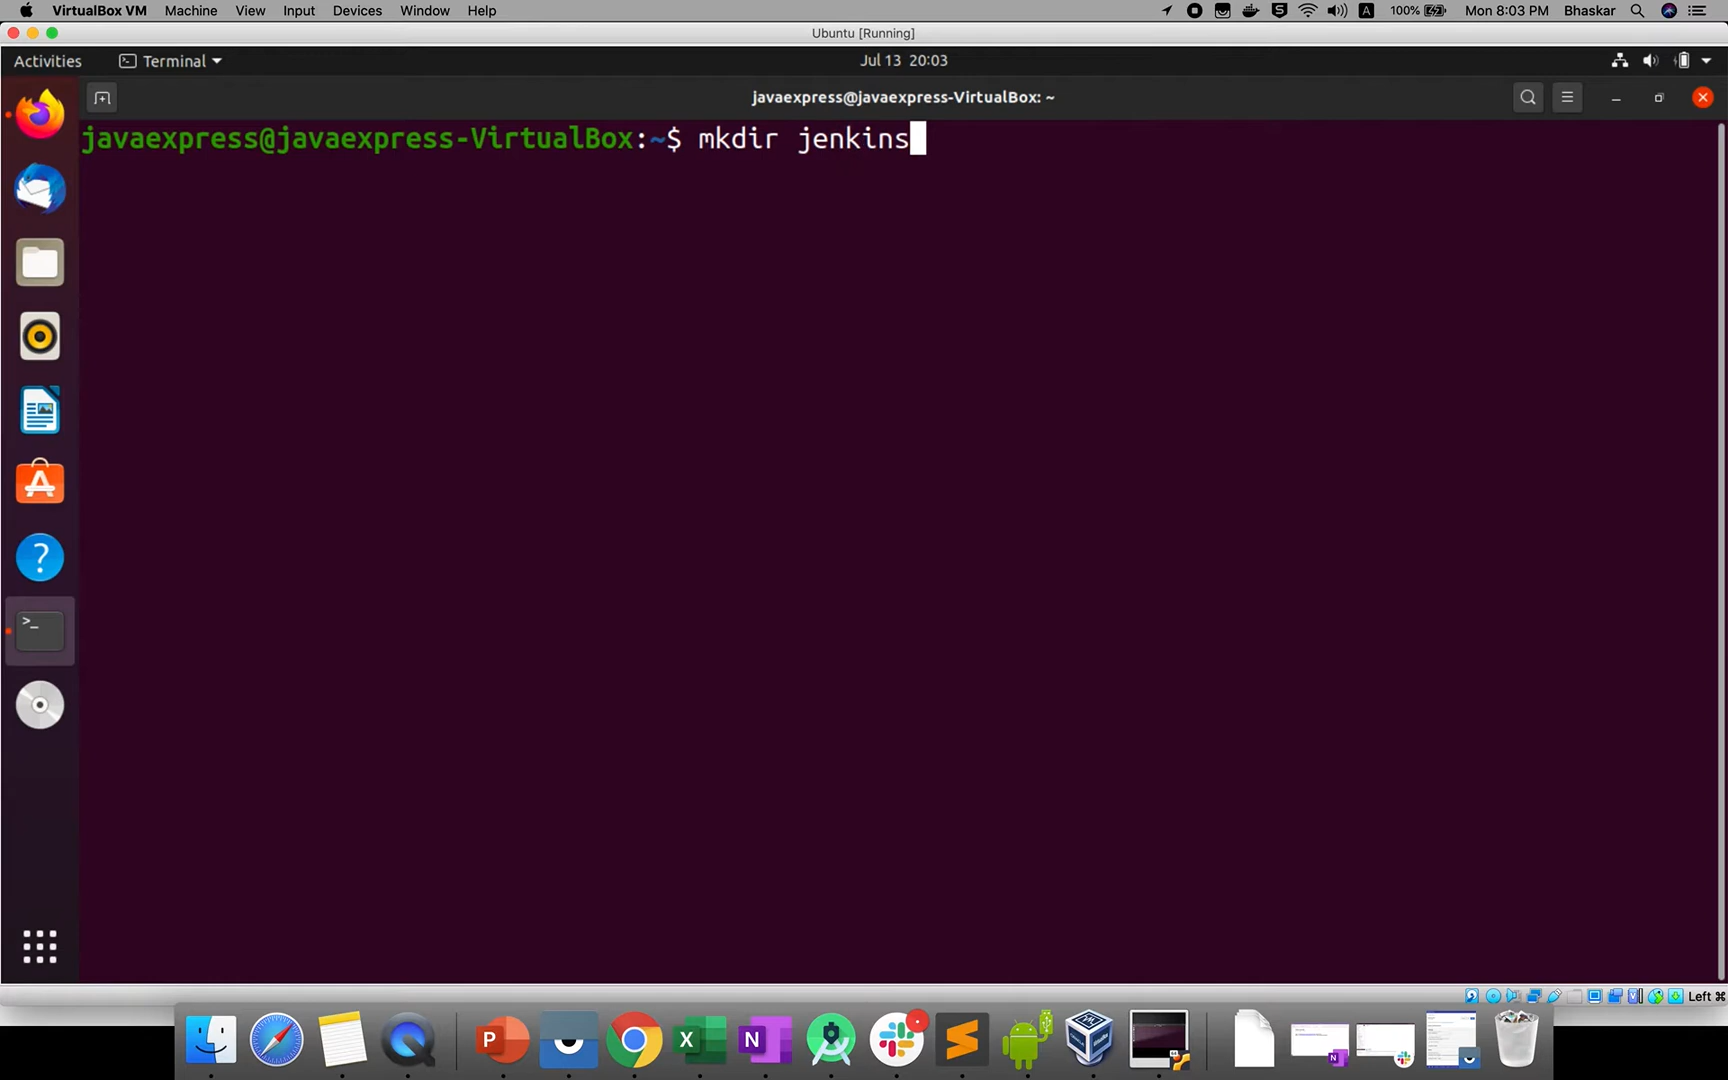 VirtualBox VM Machine View Input Devices Window Help 100% Mon 8:03 PM Bhaskar
Ubuntu [Running]
Activities Terminal Jul 13 20:03
javaexpress@javaexpress-VirtualBox: ~
javaexpress@javaexpress-VirtualBox:~$ mkdir jenkins
Left ⌘